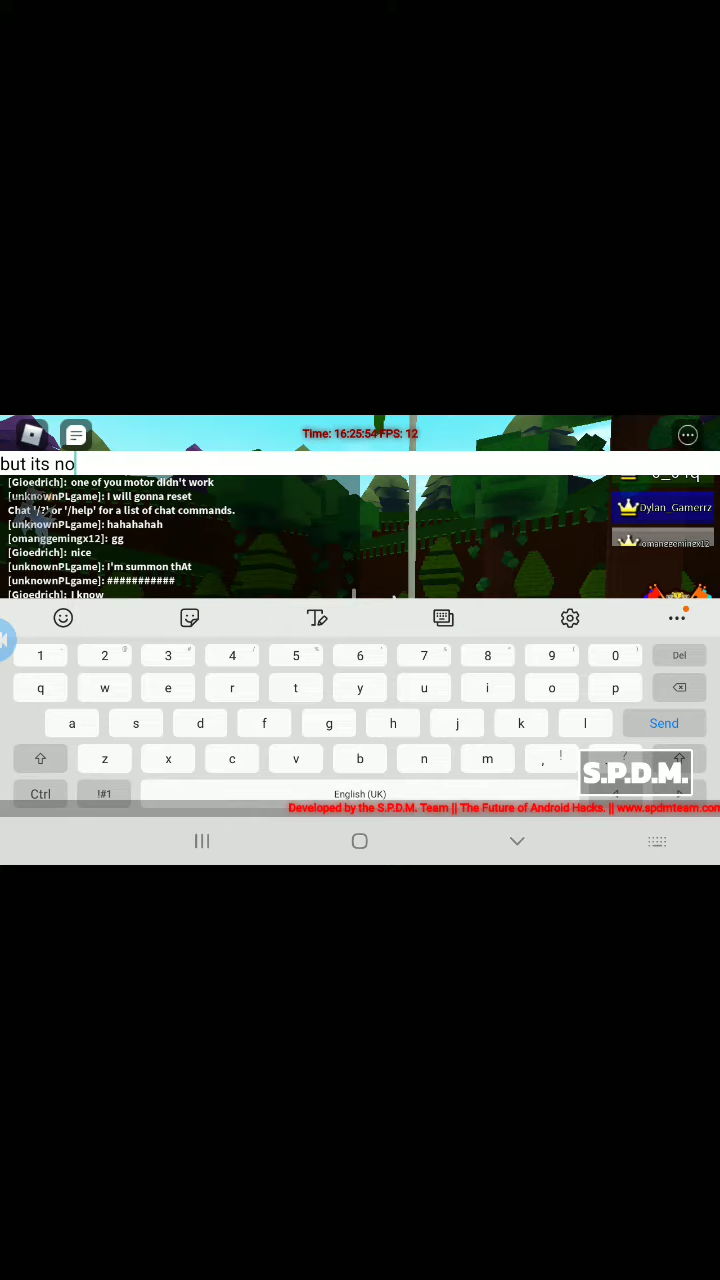 Time: 16:25:54 FPS: 12
but its no
[Gioedrich]: one of you motor didn't work
[unknownPLgame]: I will gonna reset
Chat '/?' or '/help' for a list of chat commands.
[unknownPLgame]: hahahahah
[omanggemingx12]: gg
[Gioedrich]: nice
[unknownPLgame]: I'm summon thAt
[unknownPLgame]: ###########
[Gioedrich]: I know
Dylan_Gamerrz
omanggemingx12
1 2 3 4 5 6 7 8 9 0 Del
q w e r t y u i o p
a s d f g h j k l Send
z x c v b n m , ! . ?
S.P.D.M.
Ctrl !#1 English (UK)
Developed by the S.P.D.M. Team || The Future of Android Hacks. || www.spdmteam.com